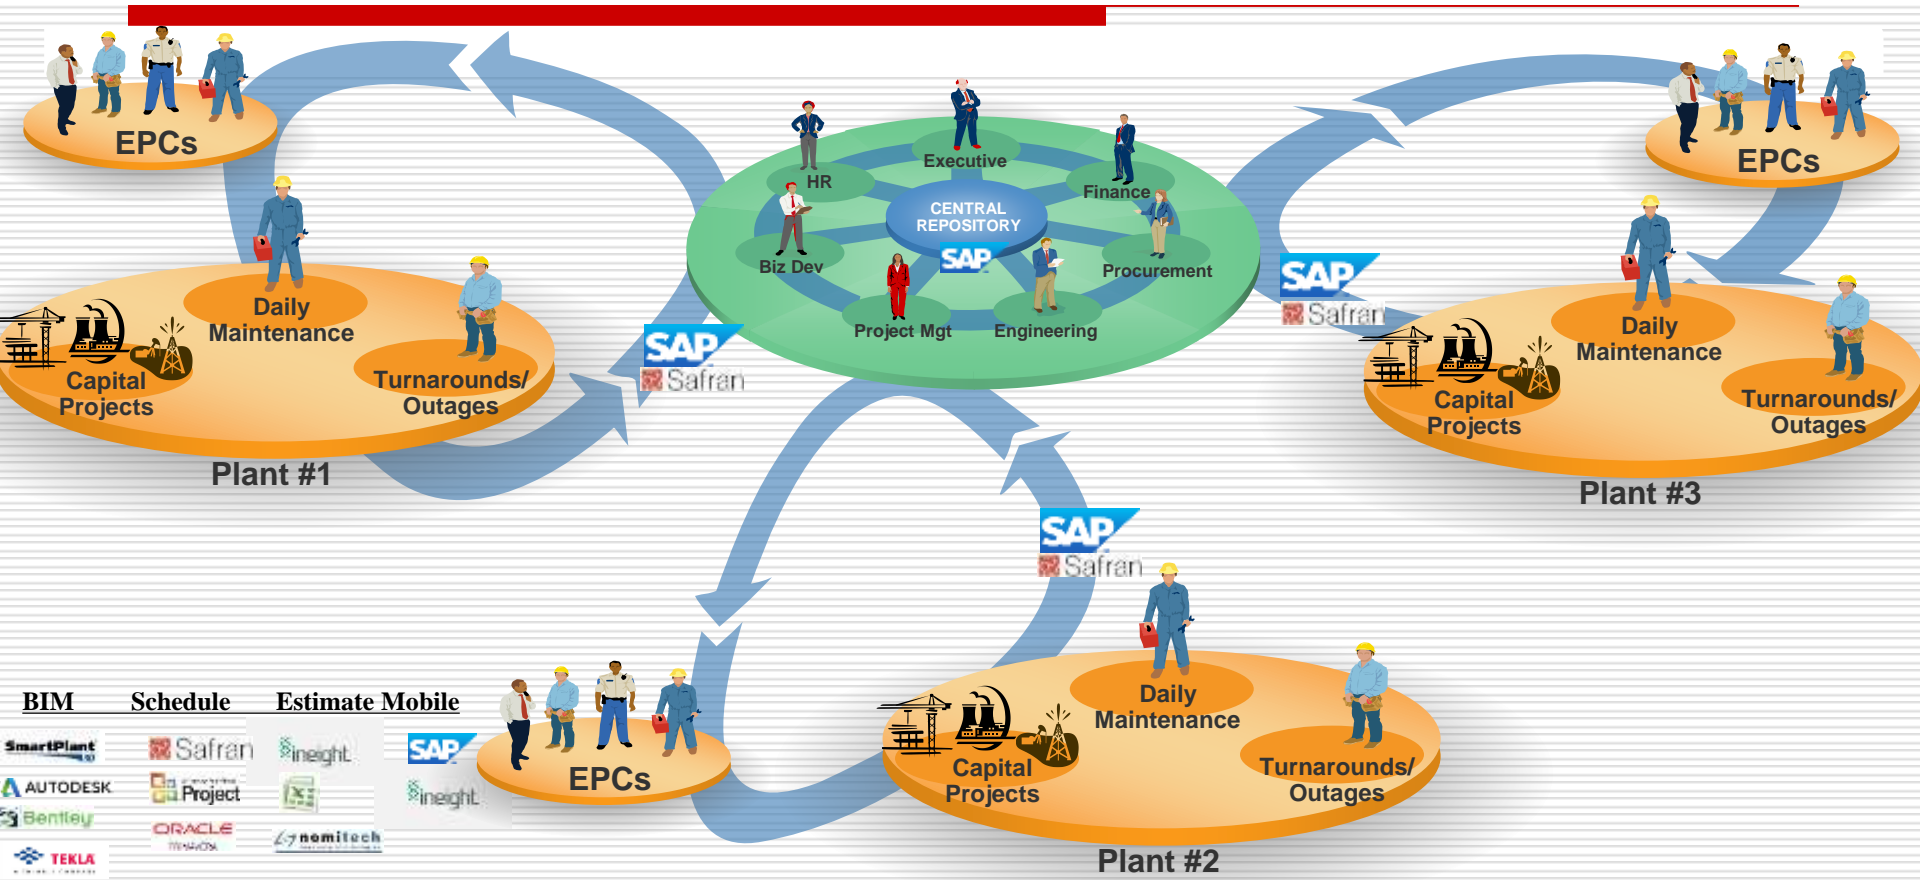 EPCs
Daily
Maintenance
Capital
Projects
Turnarounds/
Outages
Plant #1
SAP
Safran
Executive
HR
Finance
CENTRAL
REPOSITORY
SAP
Biz Dev
Procurement
Project Mgt
Engineering
SAP
Safran
EPCs
Daily
Maintenance
Capital
Projects
Turnarounds/
Outages
Plant #3
SAP
Safran
EPCs
Daily
Maintenance
Capital
Projects
Turnarounds/
Outages
Plant #2
BIM Schedule Estimate Mobile
SmartPlant
Safran
ineight
SAP
AUTODESK
Project
ineight
Bentley
ORACLE
nomitech
TEKLA